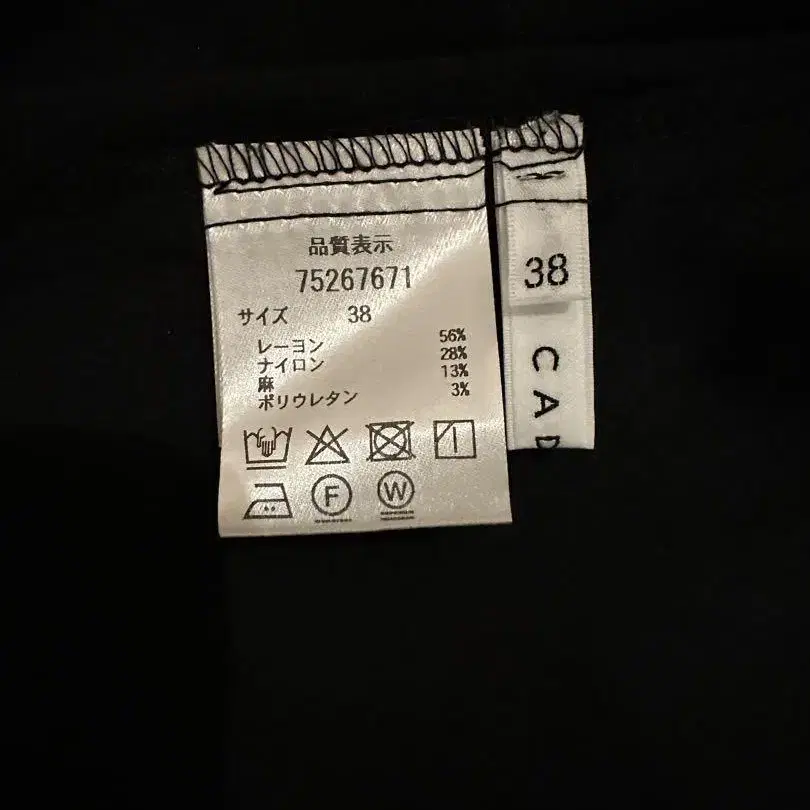 品質表示
75267671
サイズ 38
レーヨン 56%
ナイロン 28%
麻 13%
ポリウレタン 3%
F W
38
CAD